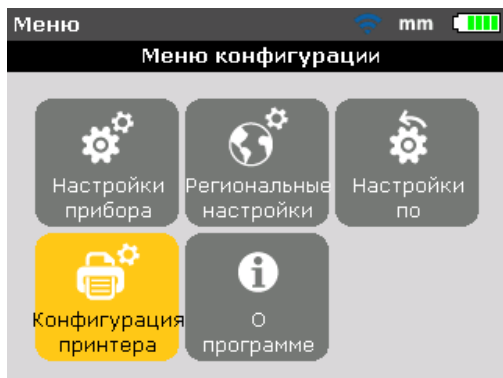 Меню mm
Меню конфигурации
Настройки Региональные Настройки
прибора настройки по
Конфигурация О
принтера программе